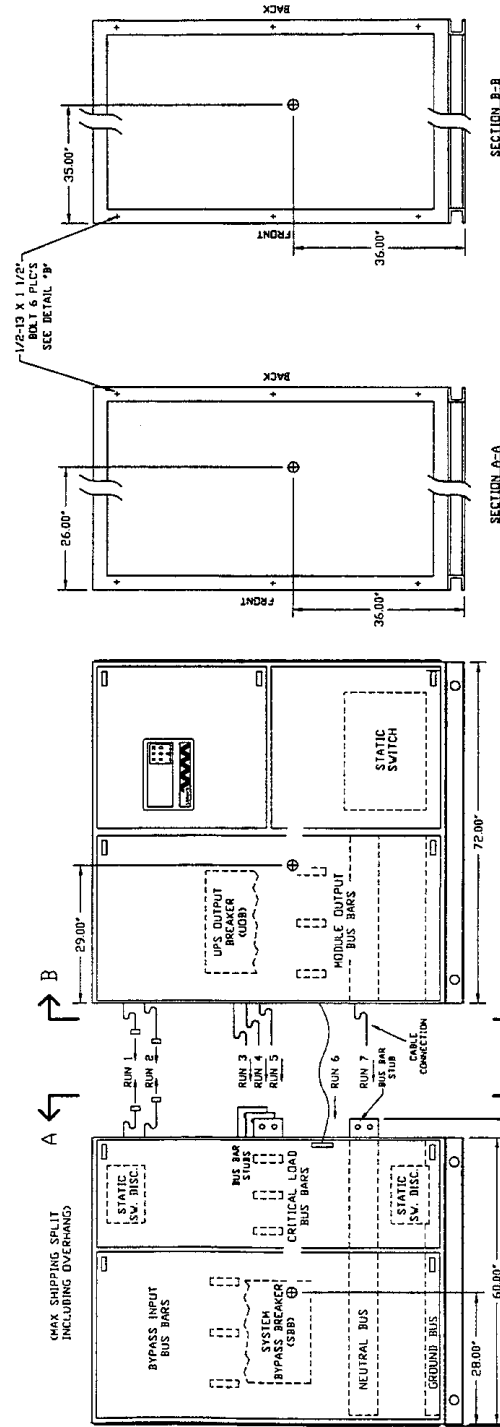 (MAX SHIPPING SPLIT
INCLUDING OVERHANG)
A
B
BYPASS INPUT
BUS BARS
STATIC
SW. DISC.
SYSTEM
BYPASS BREAKER
(SBB)
BUS BAR
STUBS
CRITICAL LOAD
BUS BARS
NEUTRAL BUS
GROUND BUS
STATIC
SW. DISC.
28.00"
60.00"
RUN 1
RUN 2
RUN 3
RUN 4
RUN 5
RUN 6
RUN 7
BUS BAR
STUB
CABLE
CONNECTION
29.00"
UPS OUTPUT
BREAKER
(UOB)
MODULE OUTPUT
BUS BARS
STATIC
SWITCH
72.00"
26.00"
FRONT
BACK
36.00"
SECTION A-A
1/2-13 X 1 1/2"
BOLT 6 PLC'S
SEE DETAIL "B"
35.00"
FRONT
BACK
36.00"
SECTION B-B